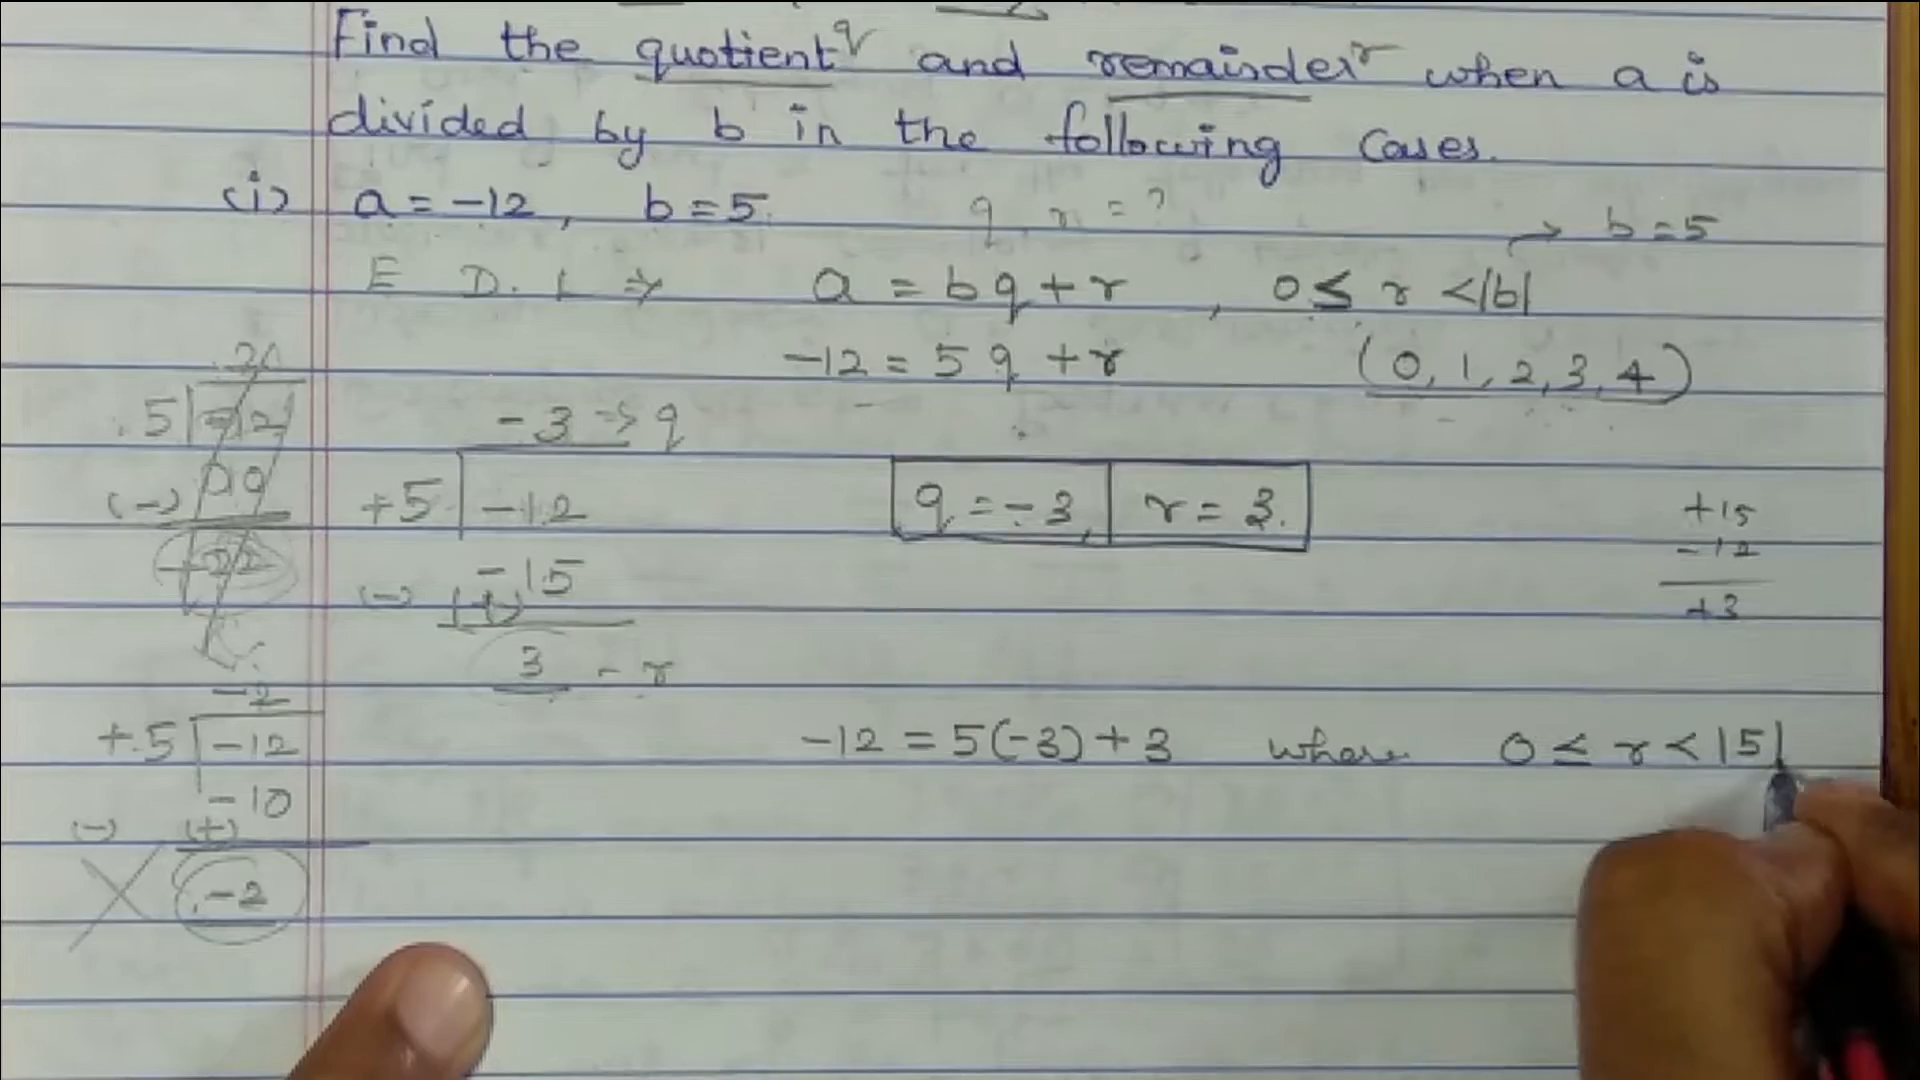 Find the quotient q and remainder r when a is
divided by b in the following cases.
(i) a = -12, b = 5. q, r = ?
→ b = 5
E D. L ⇒ a = bq + r , 0 ≤ r < |b|
-12 = 5q + r (0, 1, 2, 3, 4)
5
-3 → q
+5 -12
-15
(-) (+)
3 - r
q = -3, r = 3.
+15
-12
+3
-2
+5 -12
-10
(-) (+)
-2
-12 = 5(-3) + 3 where 0 ≤ r < |5|